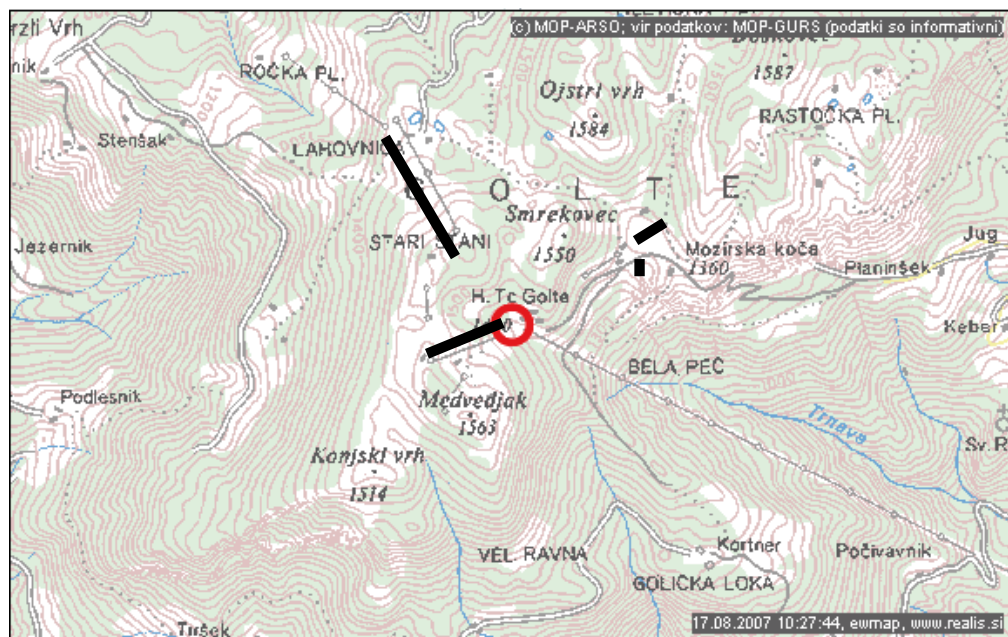 (c) MOP-ARSO; vir podatkov: MOP-GURS (podatki so informativni)
rzli Vrh
ROČKA PL.
1587
Ojstri vrh
1584
RASTOČKA PL.
Stenšak
G O L T E
Smrekovec
1550
STARI STANI
Mozirska koča
1360
Jezernik
Jug
Planinšek
H. Tc Golte
Keber
BELA PEČ
Podlesnik
Medvedjak
1563
Trnava
Sv. R
Konjski vrh
1514
VEL. RAVNA
Kortner
Počivavnik
GOLIČKA LOKA
Tušek
17.08.2007 10:27:44, ewmap, www.realis.si